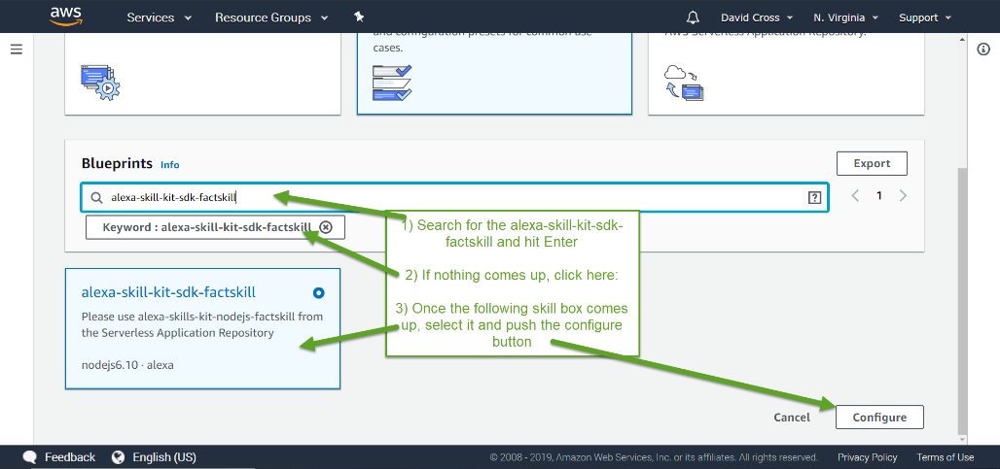 aws
Services
Resource Groups
David Cross
N. Virginia
Support
and configuration presets for common use
cases.
AWS Serverless Application Repository.
Blueprints Info
Export
alexa-skill-kit-sdk-factskill
?
1
Keyword : alexa-skill-kit-sdk-factskill
1) Search for the alexa-skill-kit-sdk-
factskill and hit Enter
2) If nothing comes up, click here:
3) Once the following skill box comes
up, select it and push the configure
button
alexa-skill-kit-sdk-factskill
Please use alexa-skills-kit-nodejs-factskill from
the Serverless Application Repository
nodejs6.10 · alexa
Cancel
Configure
Feedback
English (US)
© 2008 - 2019, Amazon Web Services, Inc. or its affiliates. All rights reserved.
Privacy Policy
Terms of Use